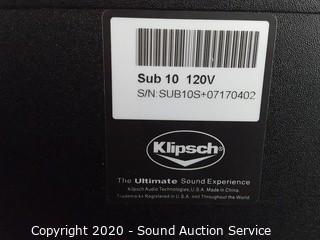 Sub 10 120V
S/N:SUB10S+07170402
Klipsch®
The Ultimate Sound Experience
Klipsch Audio Technologies, U.S.A. Made in China.
Trademarks Registered in U.S.A. and Throughout the World
Copyright 2020 - Sound Auction Service